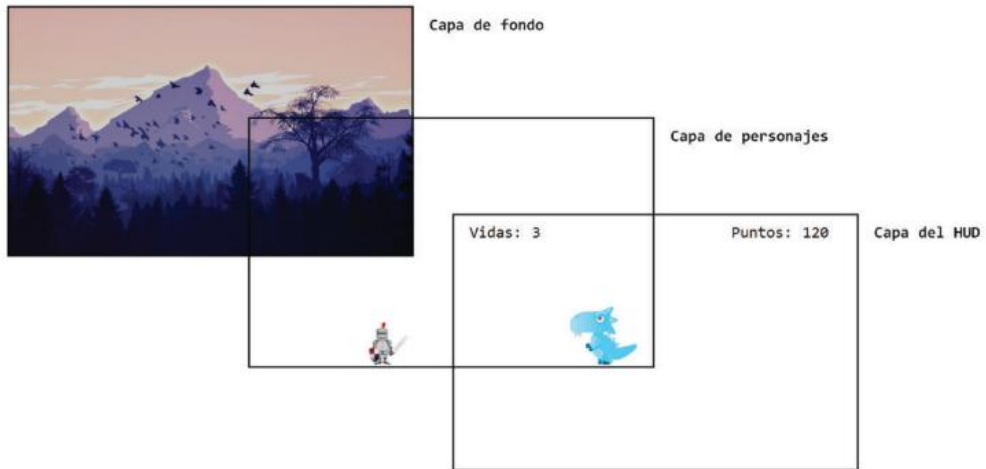 Capa de fondo
Capa de personajes
Vidas: 3
Puntos: 120
Capa del HUD